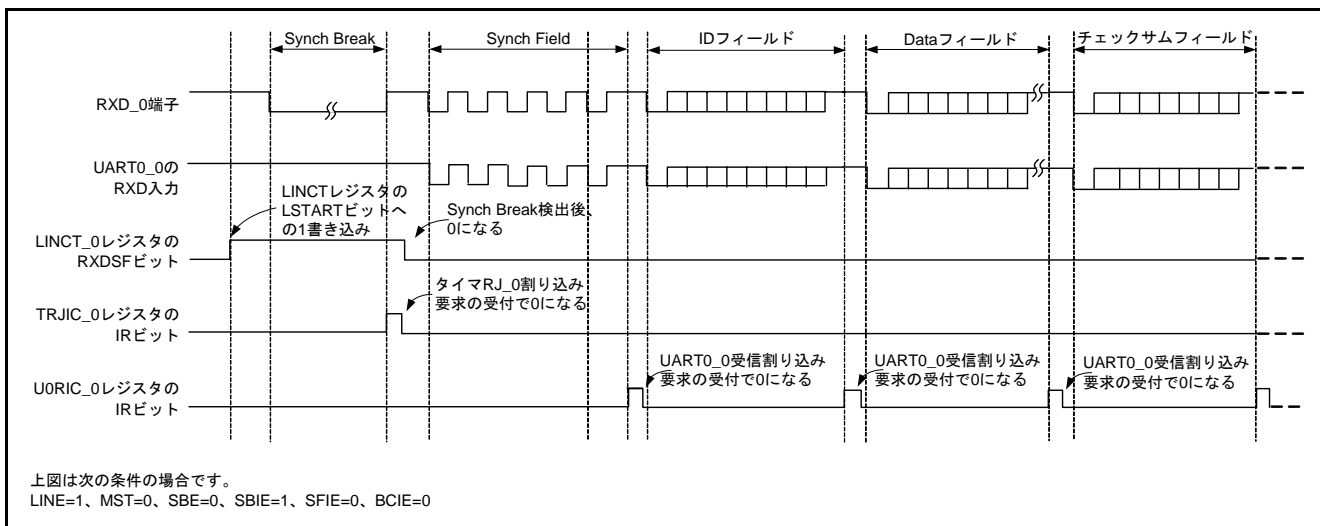 Synch Break
Synch Field
IDフィールド
Dataフィールド
チェックサムフィールド
RXD_0端子
UART0_0の
RXD入力
LINCTレジスタの
LSTARTビットへ
の1書き込み
Synch Break検出後、
0になる
LINCT_0レジスタの
RXDSFビット
タイマRJ_0割り込み
要求の受付で0になる
TRJIC_0レジスタの
IRビット
UART0_0受信割り込み
要求の受付で0になる
UART0_0受信割り込み
要求の受付で0になる
UART0_0受信割り込み
要求の受付で0になる
U0RIC_0レジスタの
IRビット
上図は次の条件の場合です。
LINE=1、MST=0、SBE=0、SBIE=1、SFIE=0、BCIE=0